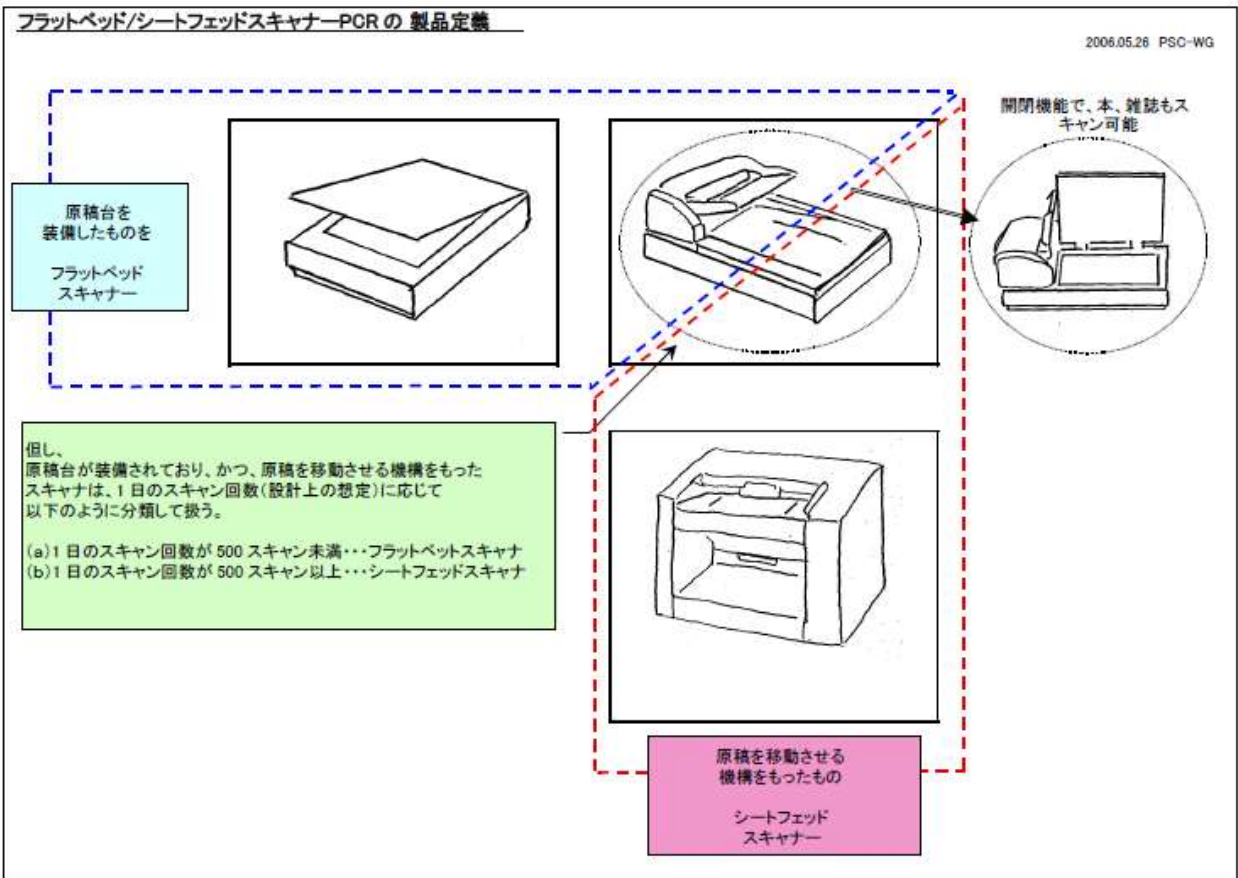 フラットベッド/シートフェッドスキャナーPCR の 製品定義
2006.05.26 PSC-WG
開閉機能で、本、雑誌もス
キャン可能
原稿台を
装備したものを
フラットベッド
スキャナー
但し、
原稿台が装備されており、かつ、原稿を移動させる機構をもった
スキャナは、1 日のスキャン回数(設計上の想定)に応じて
以下のように分類して扱う。
(a)1 日のスキャン回数が 500 スキャン未満・・・フラットベットスキャナ
(b)1 日のスキャン回数が 500 スキャン以上・・・シートフェッドスキャナ
原稿を移動させる
機構をもったもの
シートフェッド
スキャナー